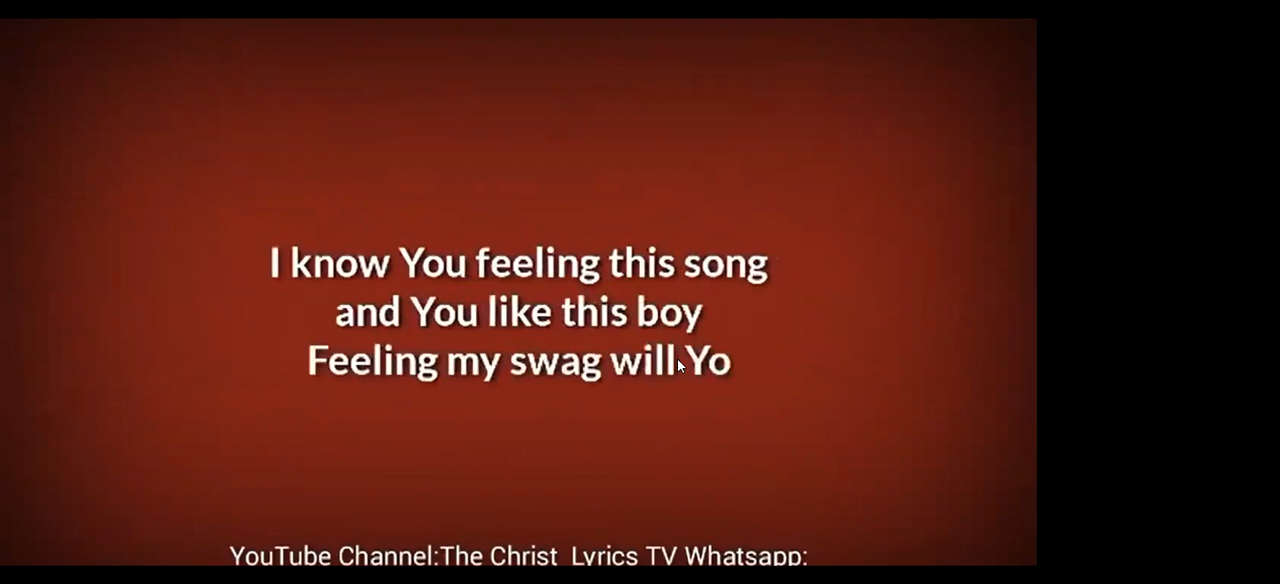 I know You feeling this song
and You like this boy
Feeling my swag will Yo
YouTube Channel:The Christ Lyrics TV Whatsapp: